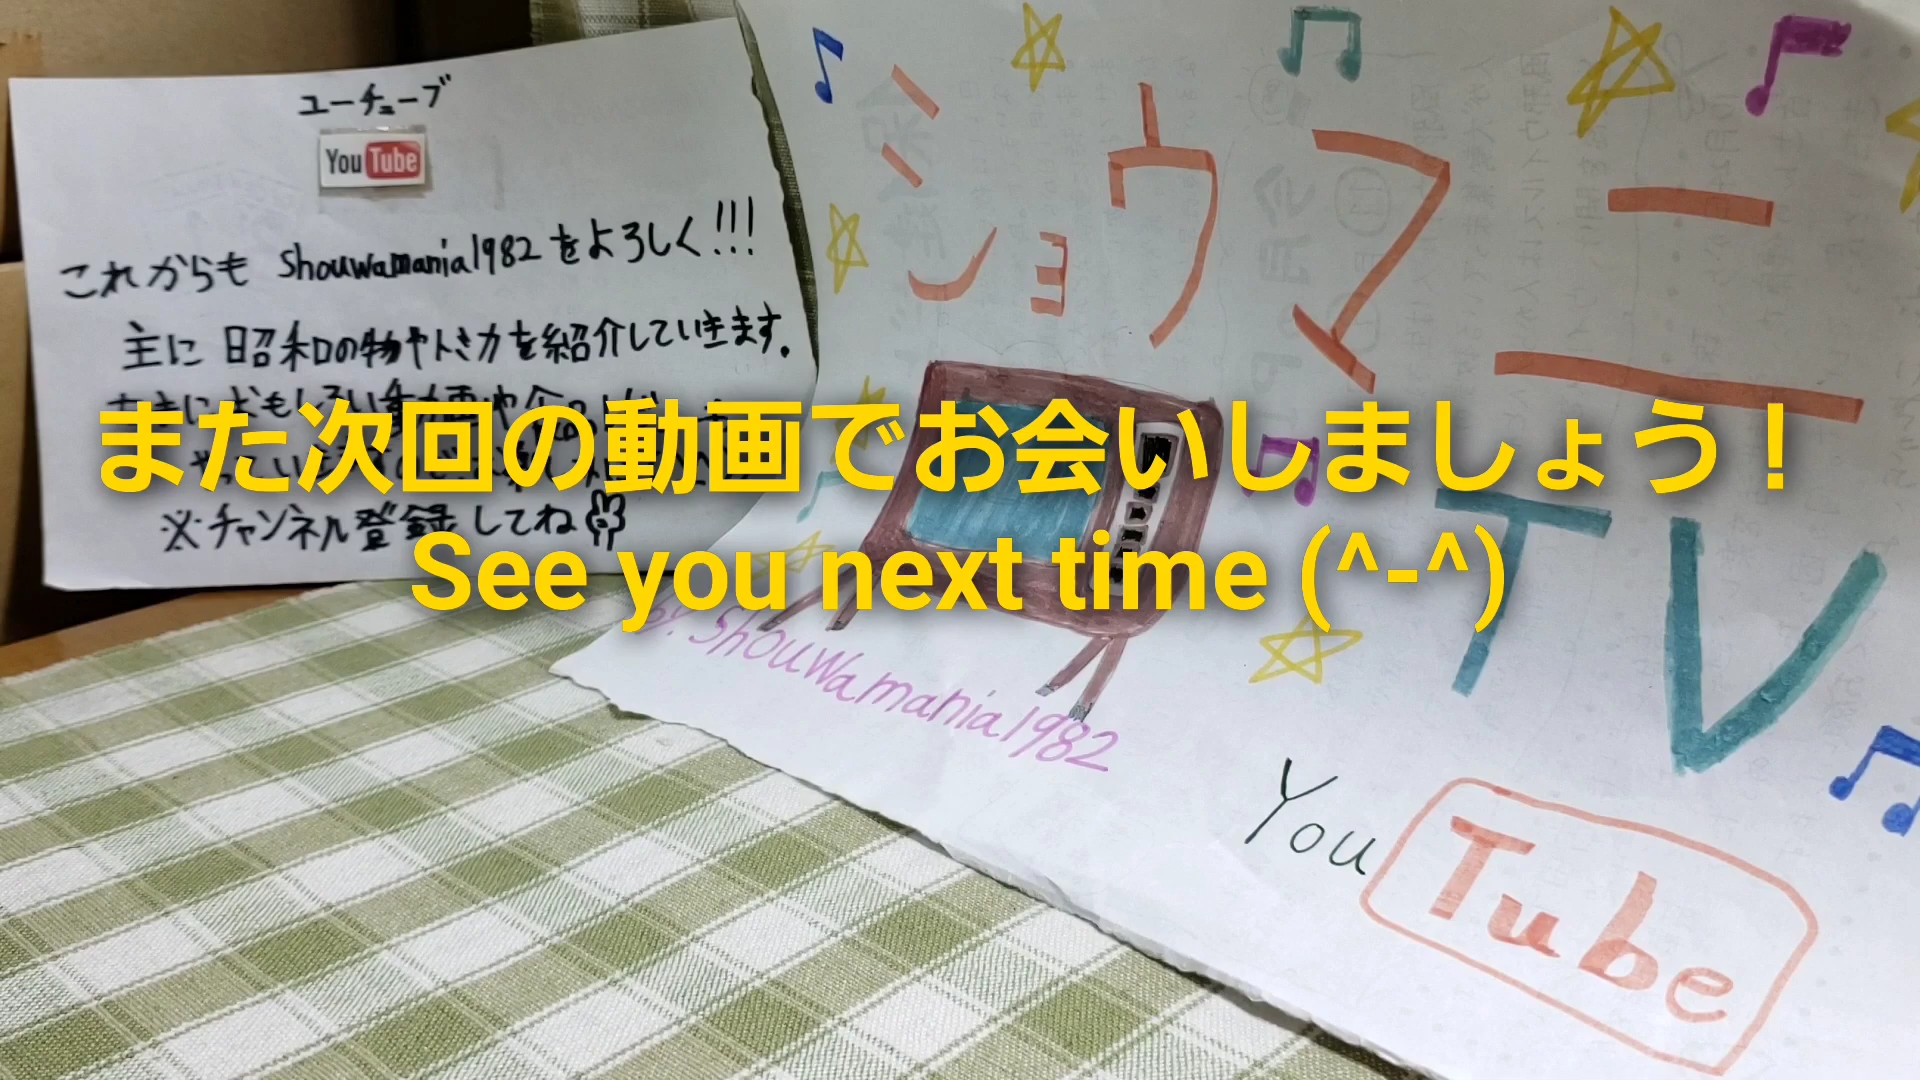 ユーチューブ
YouTube
これからも shouwamania1982 をよろしく!!!
主に 昭和の物やトミカを紹介していきます。
※チャンネル登録してね
ショウマニ
TV
by. Shouwamania1982
You Tube
また次回の動画でお会いしましょう！
See you next time (^-^)